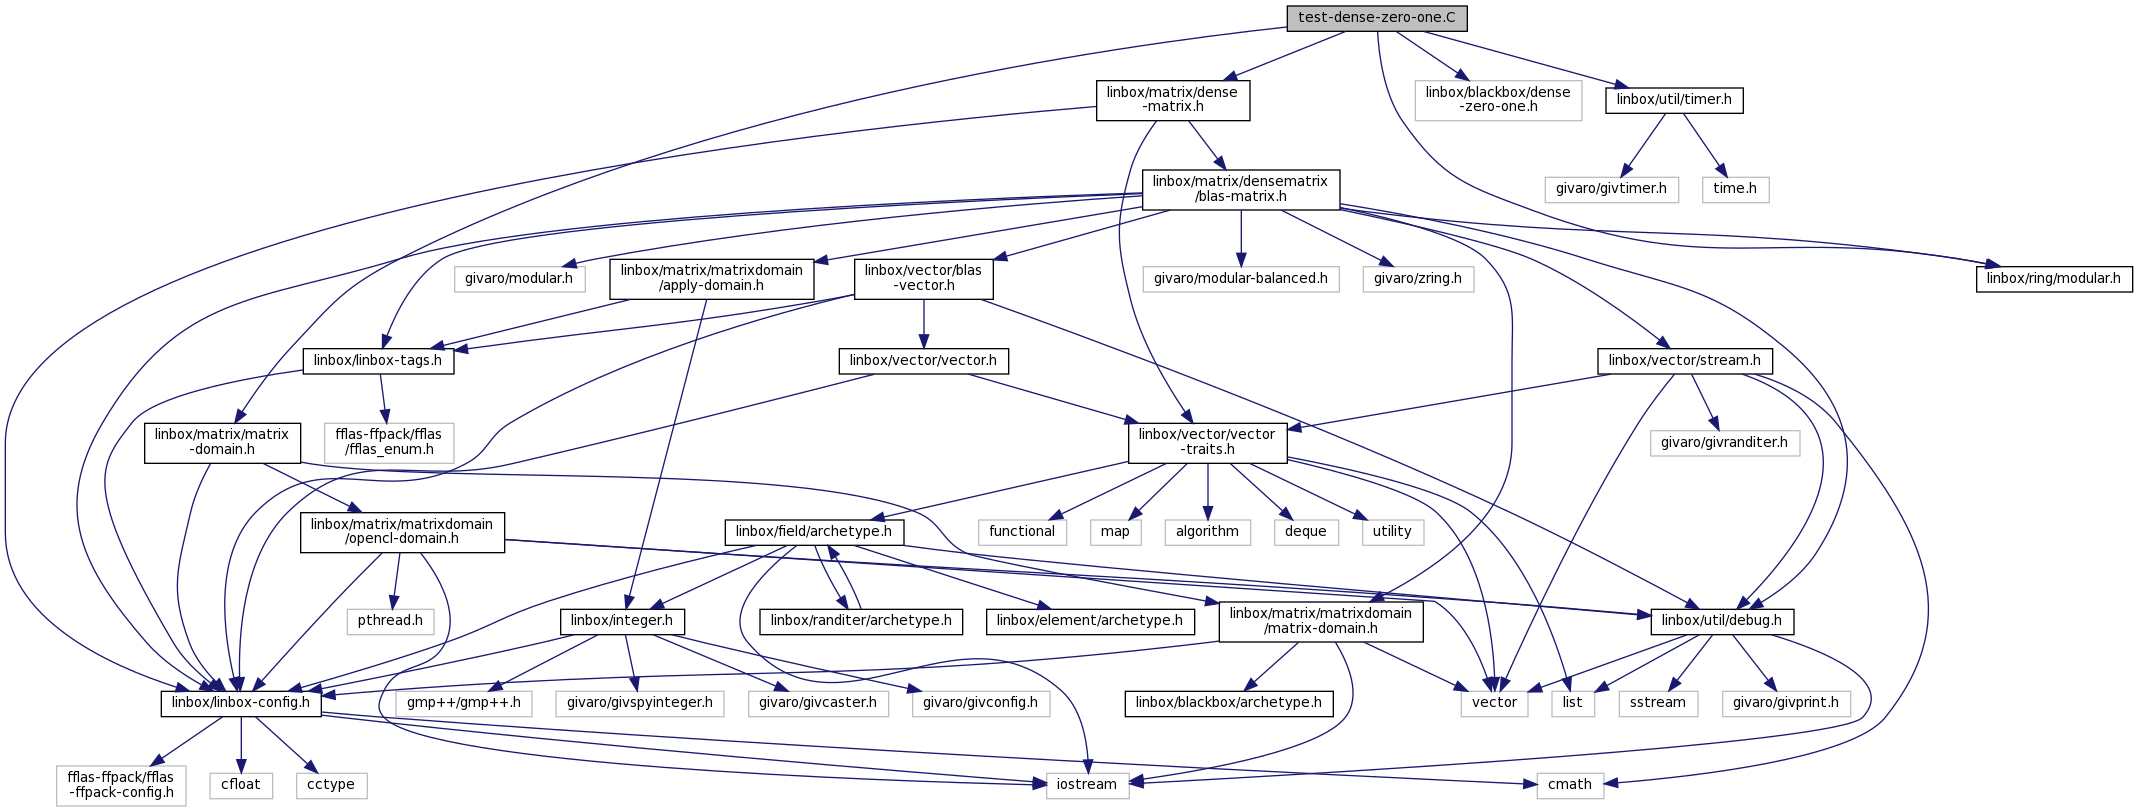 test-dense-zero-one.C
linbox/matrix/dense
-matrix.h
linbox/blackbox/dense
-zero-one.h
linbox/util/timer.h
linbox/matrix/densematrix
/blas-matrix.h
givaro/givtimer.h
time.h
givaro/modular.h
linbox/matrix/matrixdomain
/apply-domain.h
linbox/vector/blas
-vector.h
givaro/modular-balanced.h
givaro/zring.h
linbox/ring/modular.h
linbox/linbox-tags.h
linbox/vector/vector.h
linbox/vector/stream.h
linbox/matrix/matrix
-domain.h
fflas-ffpack/fflas
/fflas_enum.h
linbox/vector/vector
-traits.h
givaro/givranditer.h
linbox/matrix/matrixdomain
/opencl-domain.h
linbox/field/archetype.h
functional
map
algorithm
deque
utility
pthread.h
linbox/integer.h
linbox/randiter/archetype.h
linbox/element/archetype.h
linbox/matrix/matrixdomain
/matrix-domain.h
linbox/util/debug.h
linbox/linbox-config.h
gmp++/gmp++.h
givaro/givspyinteger.h
givaro/givcaster.h
givaro/givconfig.h
linbox/blackbox/archetype.h
vector
list
sstream
givaro/givprint.h
fflas-ffpack/fflas
-ffpack-config.h
cfloat
cctype
iostream
cmath